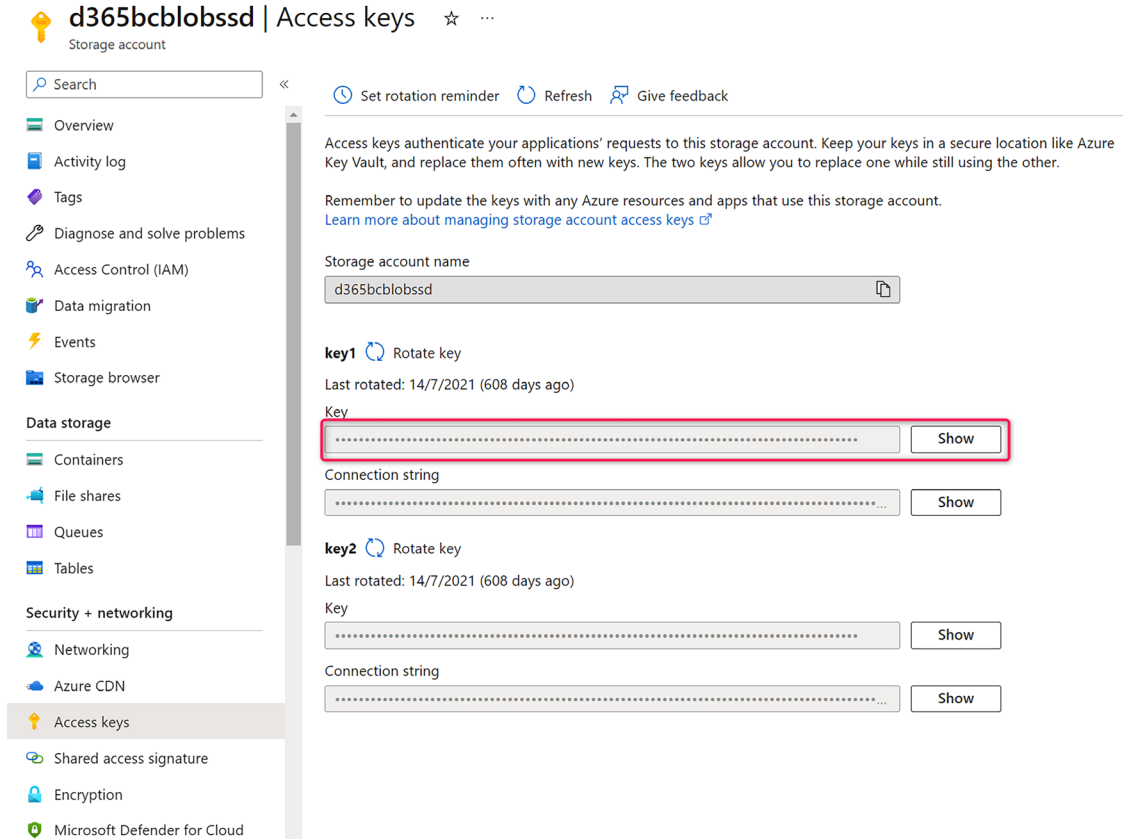 d365bcblobssd | Access keys ☆ ...
Storage account
Search
«
Overview
Activity log
Tags
Diagnose and solve problems
Access Control (IAM)
Data migration
Events
Storage browser
Data storage
Containers
File shares
Queues
Tables
Security + networking
Networking
Azure CDN
Access keys
Shared access signature
Encryption
Microsoft Defender for Cloud
Set rotation reminder Refresh Give feedback
Access keys authenticate your applications’ requests to this storage account. Keep your keys in a secure location like Azure
Key Vault, and replace them often with new keys. The two keys allow you to replace one while still using the other.
Remember to update the keys with any Azure resources and apps that use this storage account.
Learn more about managing storage account access keys
Storage account name
d365bcblobssd
key1 Rotate key
Last rotated: 14/7/2021 (608 days ago)
Key
Show
Connection string
Show
key2 Rotate key
Last rotated: 14/7/2021 (608 days ago)
Key
Show
Connection string
Show